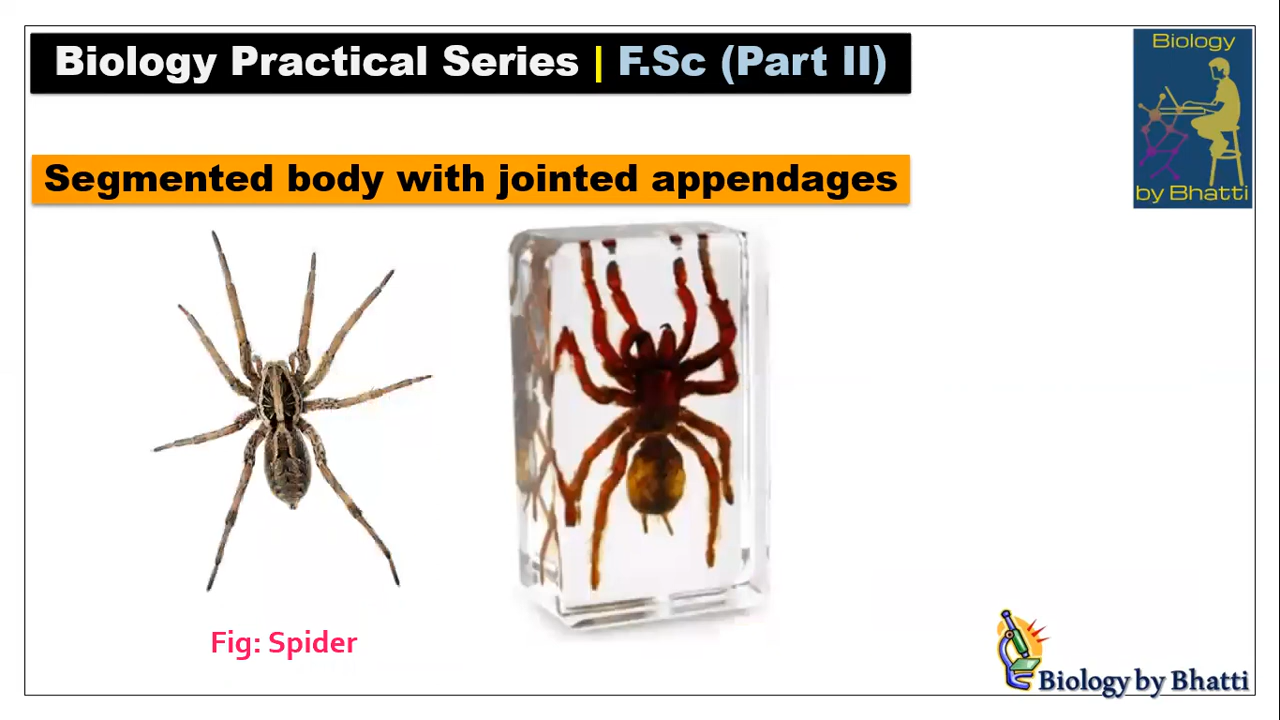 Biology Practical Series | F.Sc (Part II)
Biology
by Bhatti
Segmented body with jointed appendages
Fig: Spider
Biology by Bhatti